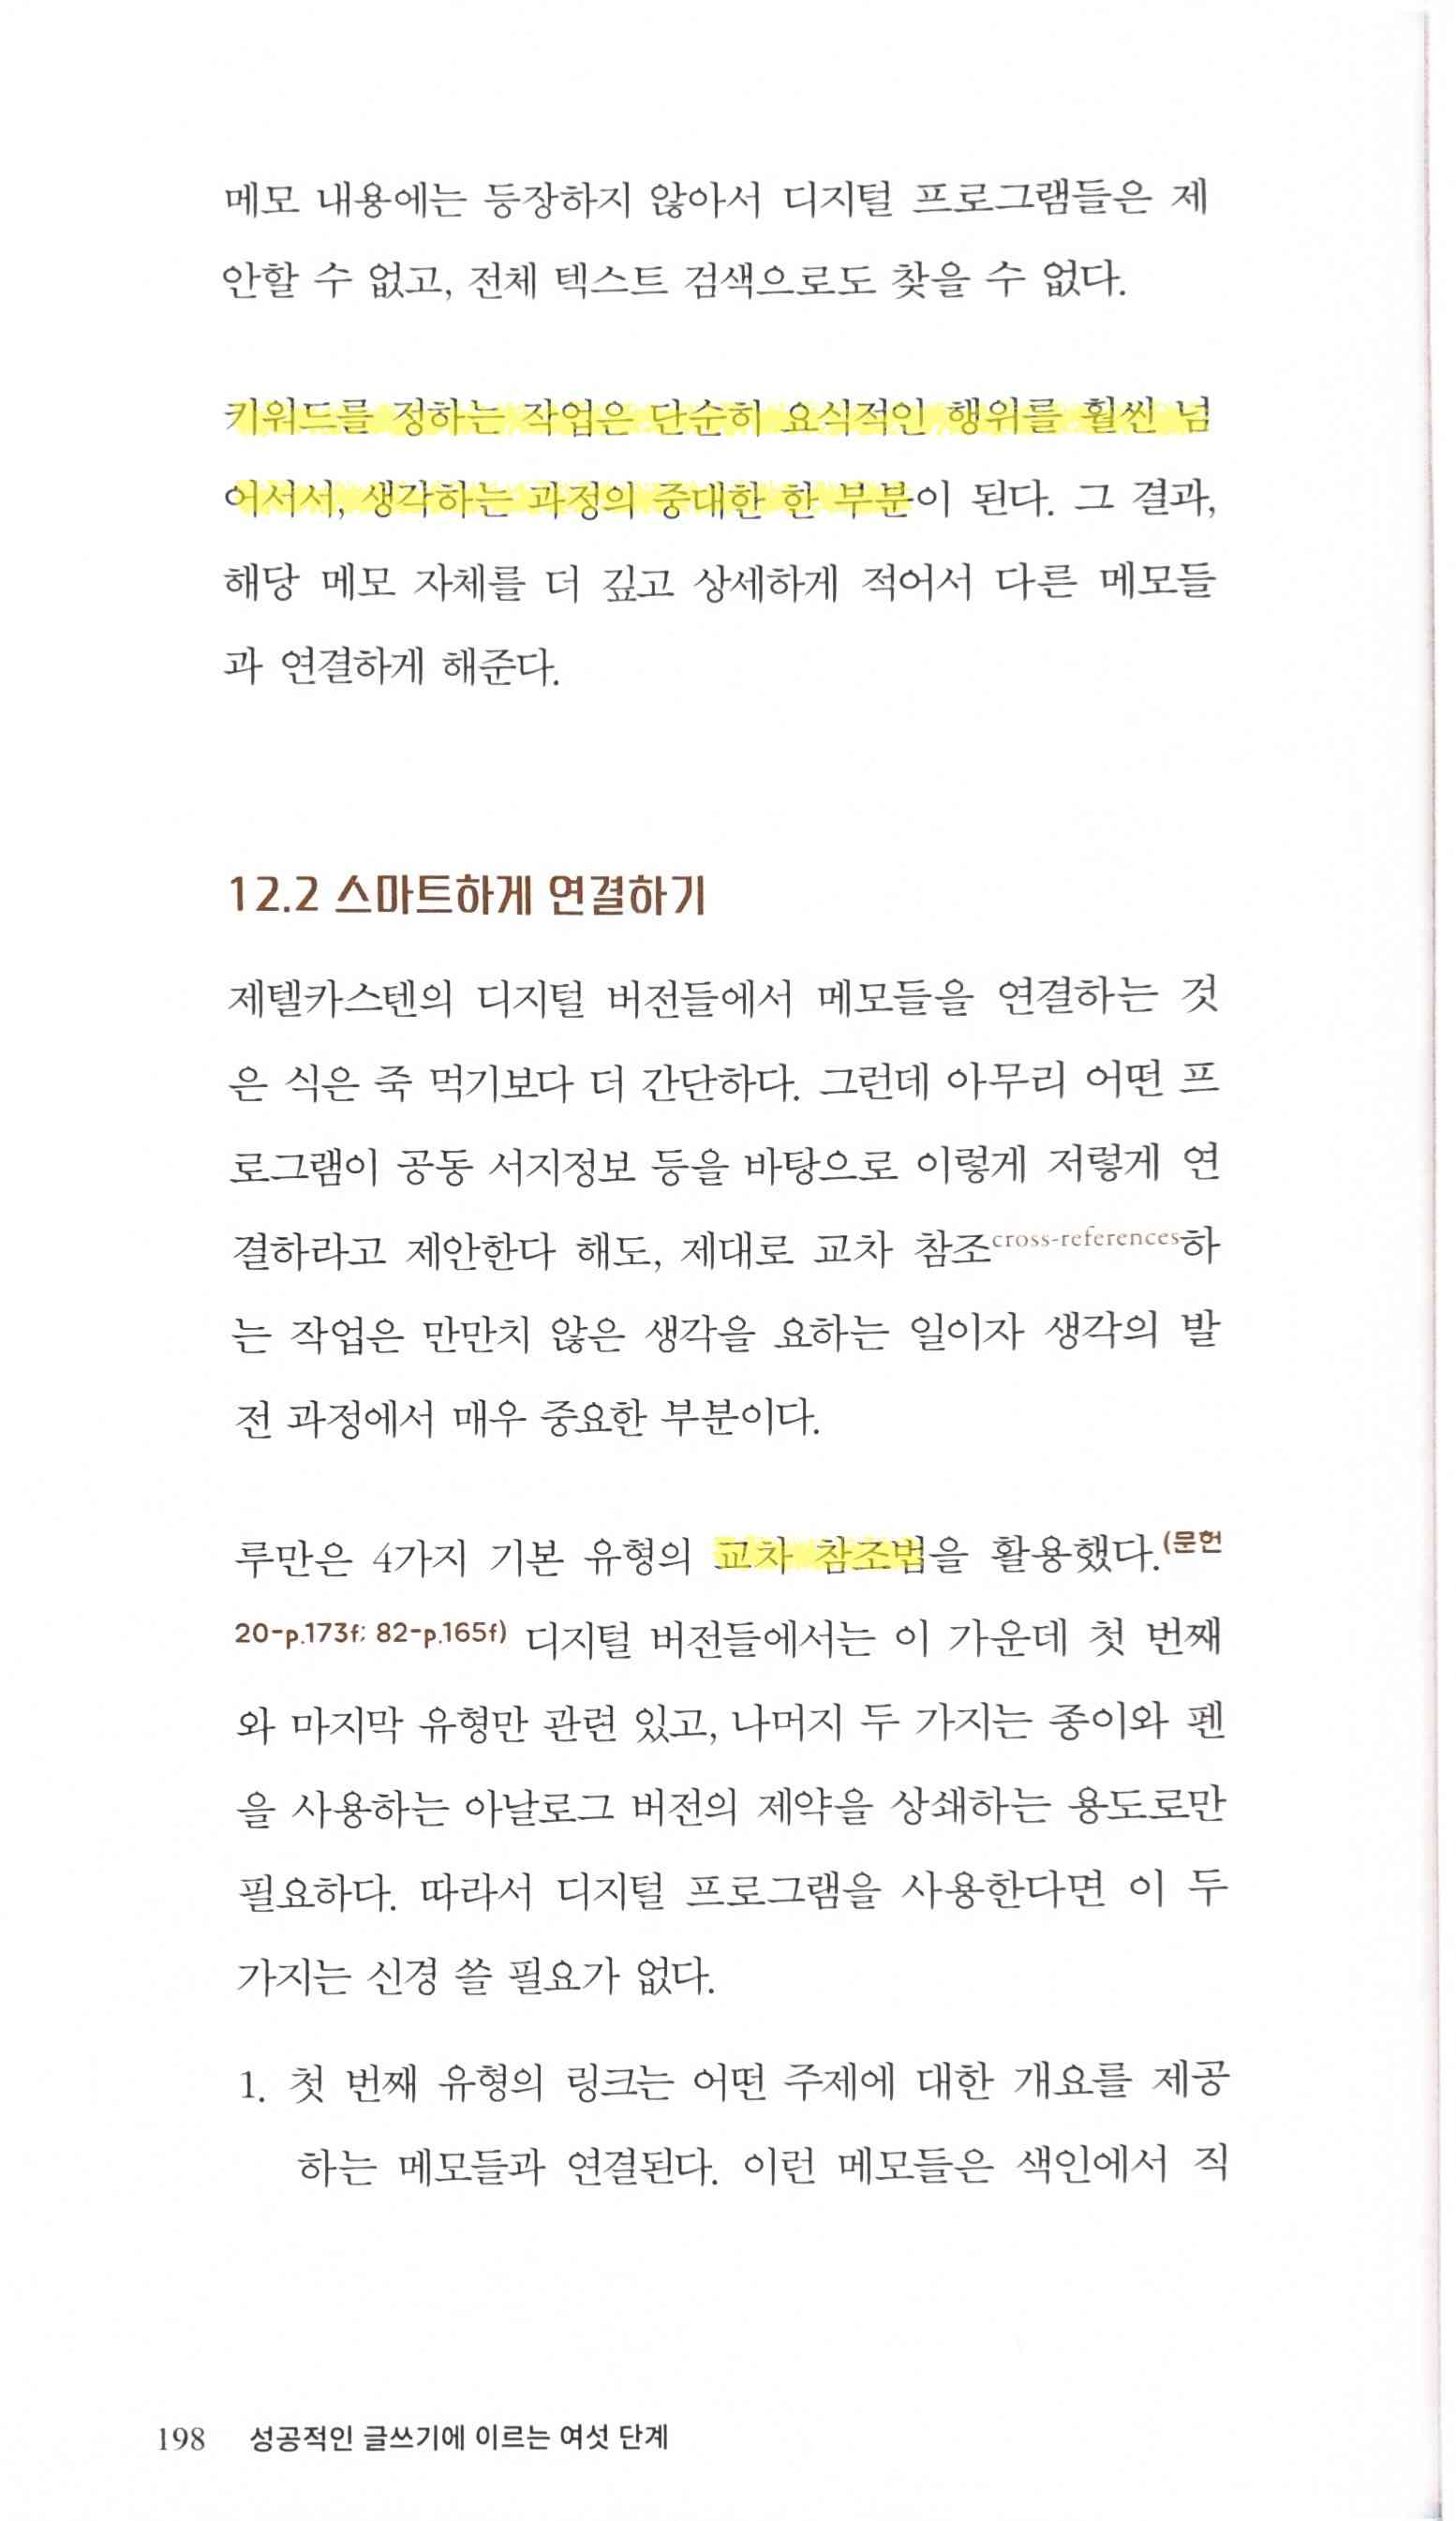 메모 내용에는 등장하지 않아서 디지털 프로그램들은 제
안할 수 없고, 전체 텍스트 검색으로도 찾을 수 없다.
키워드를 정하는 작업은 단순히 요식적인 행위를 훨씬 넘
어서서, 생각하는 과정의 중대한 한 부분이 된다. 그 결과,
해당 메모 자체를 더 깊고 상세하게 적어서 다른 메모들
과 연결하게 해준다.
12.2 스마트하게 연결하기
제텔카스텐의 디지털 버전들에서 메모들을 연결하는 것
은 식은 죽 먹기보다 더 간단하다. 그런데 아무리 어떤 프
로그램이 공동 서지정보 등을 바탕으로 이렇게 저렇게 연
결하라고 제안한다 해도, 제대로 교차 참조cross-references하
는 작업은 만만치 않은 생각을 요하는 일이자 생각의 발
전 과정에서 매우 중요한 부분이다.
루만은 4가지 기본 유형의 교차 참조법을 활용했다.(문헌
20-p.173f; 82-p.165f) 디지털 버전들에서는 이 가운데 첫 번째
와 마지막 유형만 관련 있고, 나머지 두 가지는 종이와 펜
을 사용하는 아날로그 버전의 제약을 상쇄하는 용도로만
필요하다. 따라서 디지털 프로그램을 사용한다면 이 두
가지는 신경 쓸 필요가 없다.
1. 첫 번째 유형의 링크는 어떤 주제에 대한 개요를 제공
하는 메모들과 연결된다. 이런 메모들은 색인에서 직
198 성공적인 글쓰기에 이르는 여섯 단계